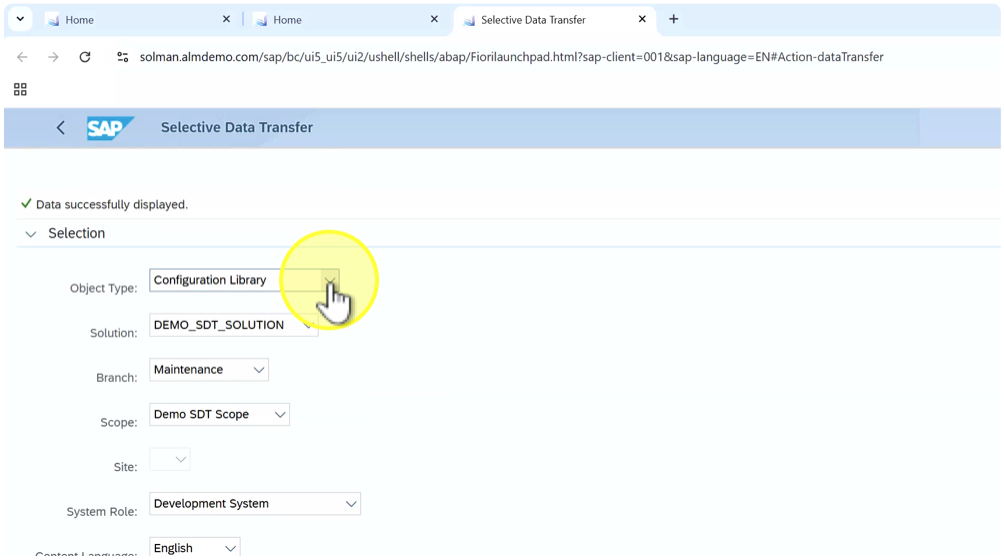 Home
Home
Selective Data Transfer
solman.almdemo.com/sap/bc/ui5_ui5/ui2/ushell/shells/abap/Fiorilaunchpad.html?sap-client=001&sap-language=EN#Action-dataTransfer
SAP Selective Data Transfer
Data successfully displayed.
Selection
Object Type: Configuration Library
Solution: DEMO_SDT_SOLUTION
Branch: Maintenance
Scope: Demo SDT Scope
Site:
System Role: Development System
Content Language: English